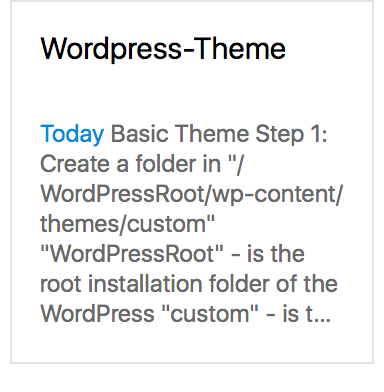 Wordpress-Theme
Today Basic Theme Step 1:
Create a folder in "/
WordPressRoot/wp-content/
themes/custom"
"WordPressRoot" - is the
root installation folder of the
WordPress "custom" - is t...